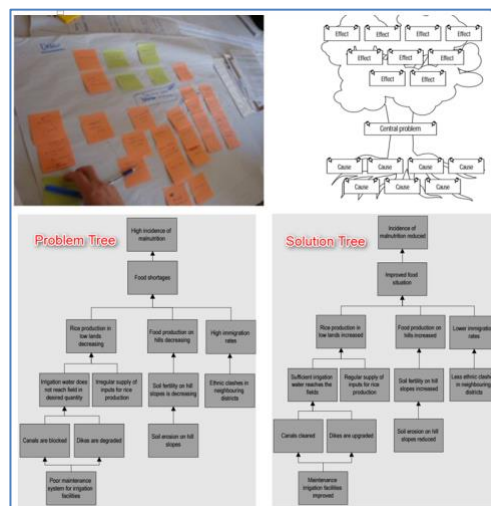 Effect
Effect
Effect
Effect
Effect
Effect
Effect
Effect
Effect
Central problem
Cause
Cause
Cause
Cause
Cause
Cause
Cause
Problem Tree
High incidence of
malnutrition
Food shortages
Rice production in
low lands
decreasing
Food production on
hills decreasing
High immigration
rates
Irrigation water does
not reach field in
desired quantity
Irregular supply of
inputs for rice
production
Soil fertility on hill
slopes is decreasing
Ethnic clashes in
neighbouring
districts
Canals are blocked
Dikes are degraded
Soil erosion on hill
slopes
Poor maintenance
system for irrigation
facilities
Solution Tree
Incidence of
malnutrition reduced
Improved food
situation
Rice production in
low lands increased
Food production on
hills increased
Lower immigration
rates
Sufficient irrigation
water reaches the
fields
Regular supply of
inputs for rice
production
Soil fertility on hill
slopes increased
Less ethnic clashes
in neighbouring
districts
Canals cleared
Dikes are upgraded
Soil erosion on hill
slopes reduced
Maintenance
irrigation facilities
improved